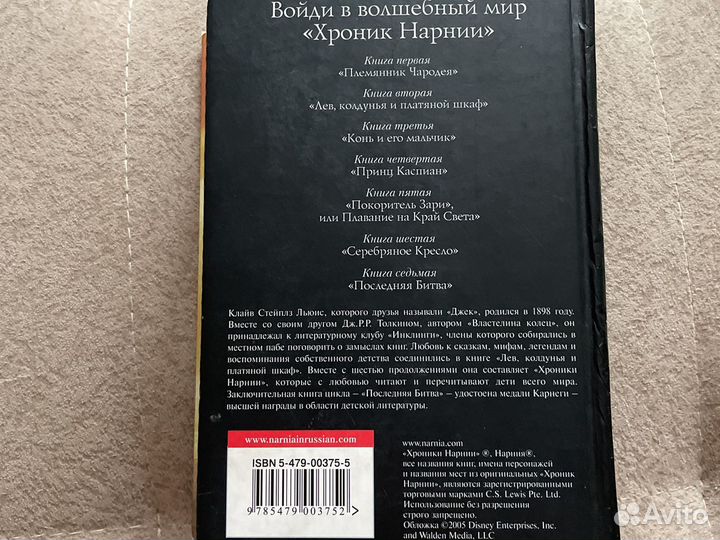 Войди в волшебный мир
«Хроник Нарнии»
Книга первая
«Племянник Чародея»
Книга вторая
«Лев, колдунья и платяной шкаф»
Книга третья
«Конь и его мальчик»
Книга четвертая
«Принц Каспиан»
Книга пятая
«Покоритель Зари»,
или Плавание на Край Света»
Книга шестая
«Серебряное Кресло»
Книга седьмая
«Последняя Битва»
Клайв Стейплз Льюис, которого друзья называли «Джек», родился в 1898 году.
Вместе со своим другом Дж.Р.Р. Толкином, автором «Властелина колец», он
принадлежал к литературному клубу «Инклинги», члены которого собирались в
местном пабе поговорить о замыслах книг. Любовь к сказкам, мифам, легендам и
воспоминания собственного детства соединились в книге «Лев, колдунья и
платяной шкаф». Вместе с шестью продолжениями она составляет «Хроники
Нарнии», которые с любовью читают и перечитывают дети всего мира.
Заключительная книга цикла – «Последняя Битва» – удостоена медали Карнеги –
высшей награды в области детской литературы.
www.narniainrussian.com
ISBN 5-479-00375-5
9 785479 003752 >
www.narnia.com
«Хроники Нарнии» ®, Нарния®,
все названия книг, имена персонажей
и названия мест из оригинальных «Хроник
Нарнии», являются зарегистрированными
торговыми марками C.S. Lewis Pte. Ltd.
Использование без разрешения
строго запрещено.
Обложка ©2005 Disney Enterprises, Inc.
and Walden Media, LLC
Avito